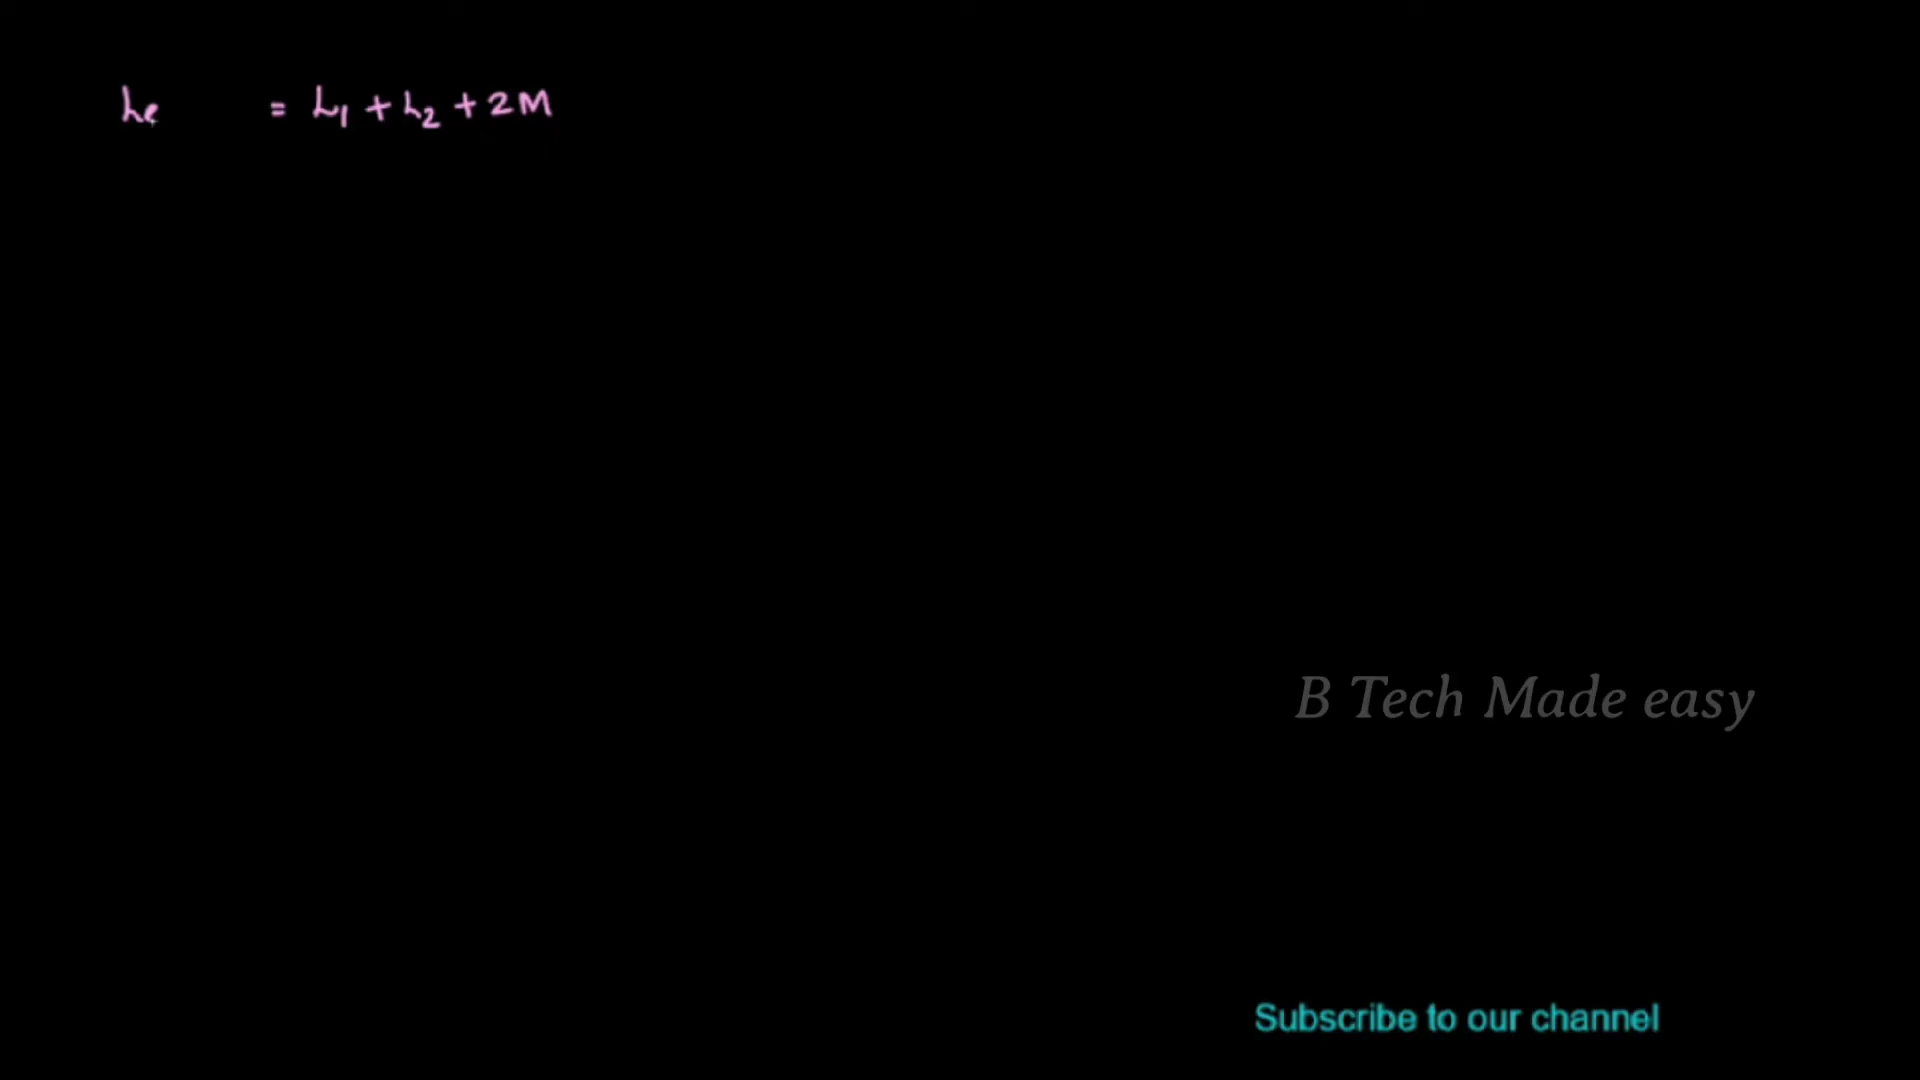 Le = L1 + L2 + 2M
B Tech Made easy
Subscribe to our channel